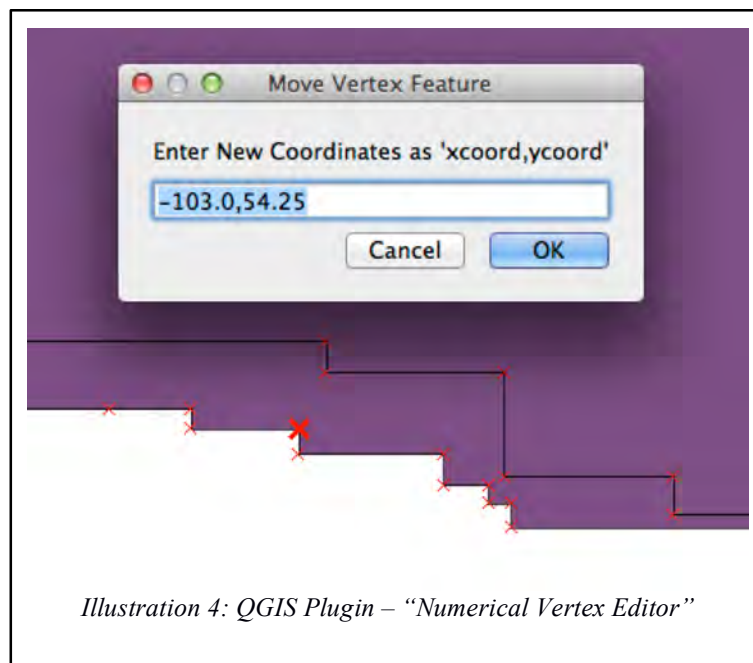 Move Vertex Feature
Enter New Coordinates as 'xcoord,ycoord'
-103.0,54.25
Cancel
OK
Illustration 4: QGIS Plugin – “Numerical Vertex Editor”